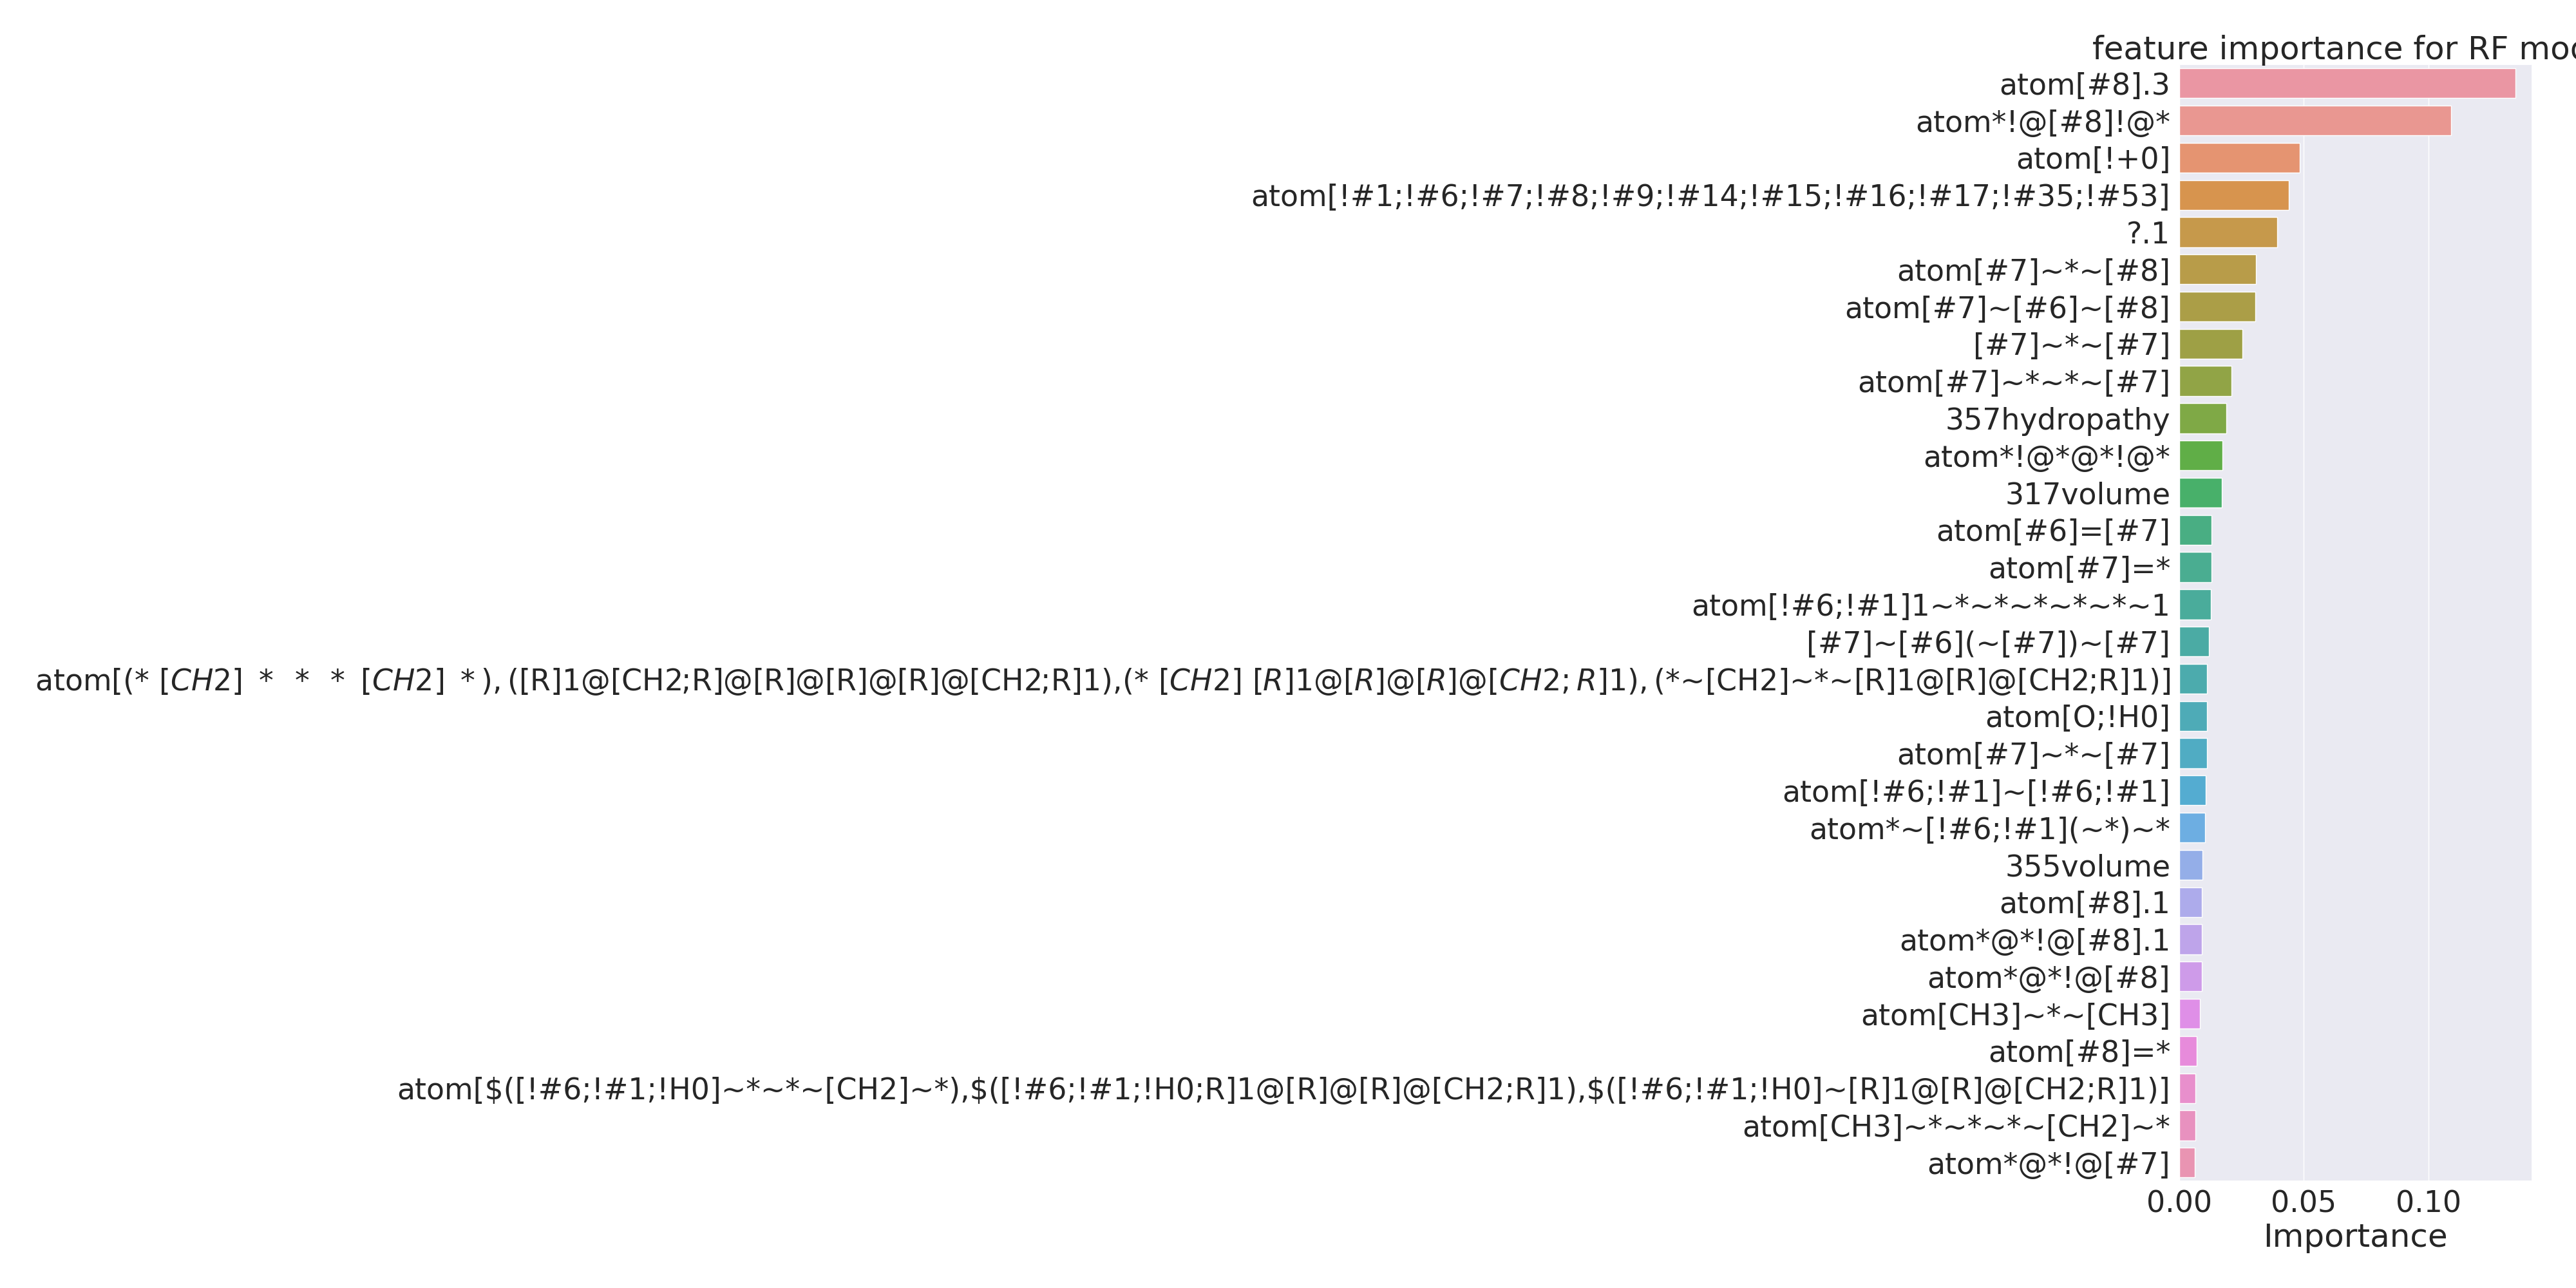 feature importance for RF mo
atom[#8].3
atom*!@[#8]!@*
atom[!+0]
atom[!#1;!#6;!#7;!#8;!#9;!#14;!#15;!#16;!#17;!#35;!#53]
?.1
atom[#7]~*~[#8]
atom[#7]~[#6]~[#8]
[#7]~*~[#7]
atom[#7]~*~*~[#7]
357hydropathy
atom*!@*@*!@*
317volume
atom[#6]=[#7]
atom[#7]=*
atom[!#6;!#1]1~*~*~*~*~*~1
[#7]~[#6](~[#7])~[#7]
atom[(* [CH2] * * * [CH2] *), ([R]1@[CH2;R]@[R]@[R]@[R]@[CH2;R]1),(* [CH2] [R]1@[R]@[R]@[CH2; R]1), (*~[CH2]~*~[R]1@[R]@[CH2;R]1)]
atom[O;!H0]
atom[#7]~*~[#7]
atom[!#6;!#1]~[!#6;!#1]
atom*~[!#6;!#1](~*)~*
355volume
atom[#8].1
atom*@*!@[#8].1
atom*@*!@[#8]
atom[CH3]~*~[CH3]
atom[#8]=*
atom[$([!#6;!#1;!H0]~*~*~[CH2]~*),$([!#6;!#1;!H0;R]1@[R]@[R]@[CH2;R]1),$([!#6;!#1;!H0]~[R]1@[R]@[CH2;R]1)]
atom[CH3]~*~*~*~[CH2]~*
atom*@*!@[#7]
0.00 0.05 0.10
Importance